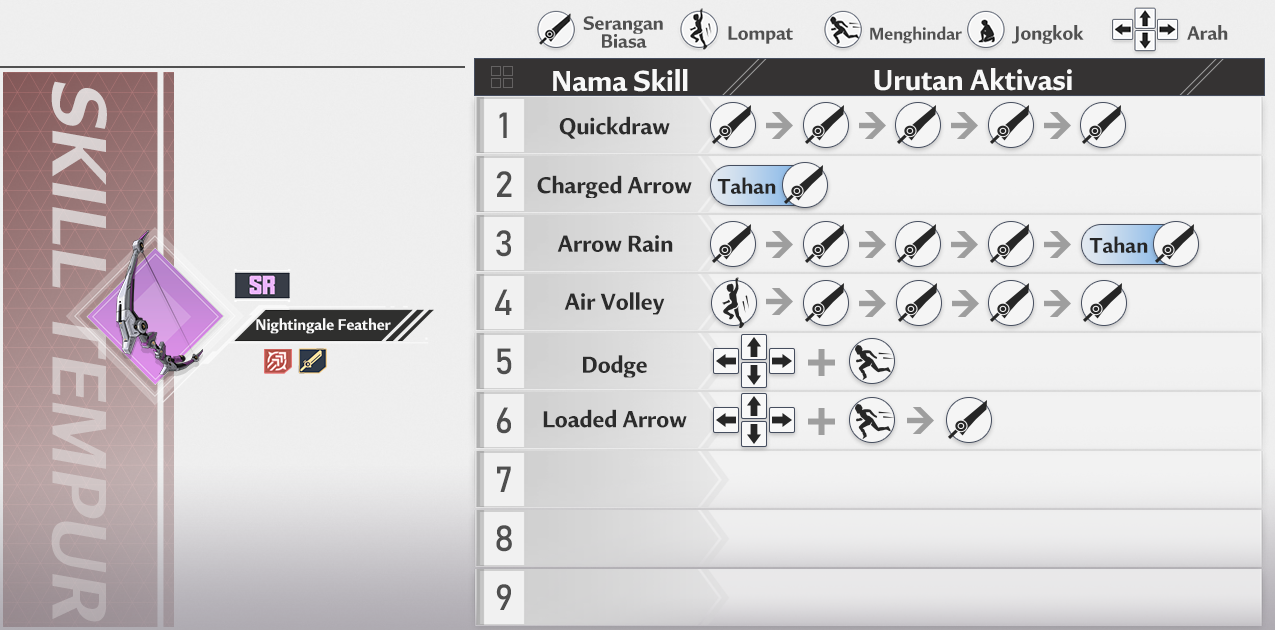 Serangan
Biasa
Lompat
Menghindar
Jongkok
Arah
SKILL TEMPUR
SR
Nightingale Feather
Nama Skill
Urutan Aktivasi
1 Quickdraw
2 Charged Arrow Tahan
3 Arrow Rain Tahan
4 Air Volley
5 Dodge
6 Loaded Arrow
7
8
9